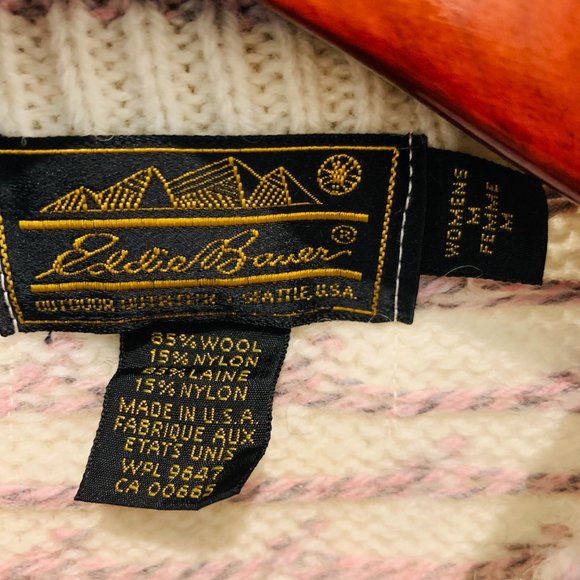 Eddie Bauer®
OUTDOOR OUTFITTER • SEATTLE, U.S.A.
WOMENS
M
FEMME
M
85% WOOL
15% NYLON
85% LAINE
15% NYLON
MADE IN U.S.A.
FABRIQUE AUX
ETATS UNIS
WPL 9647
CA 00665